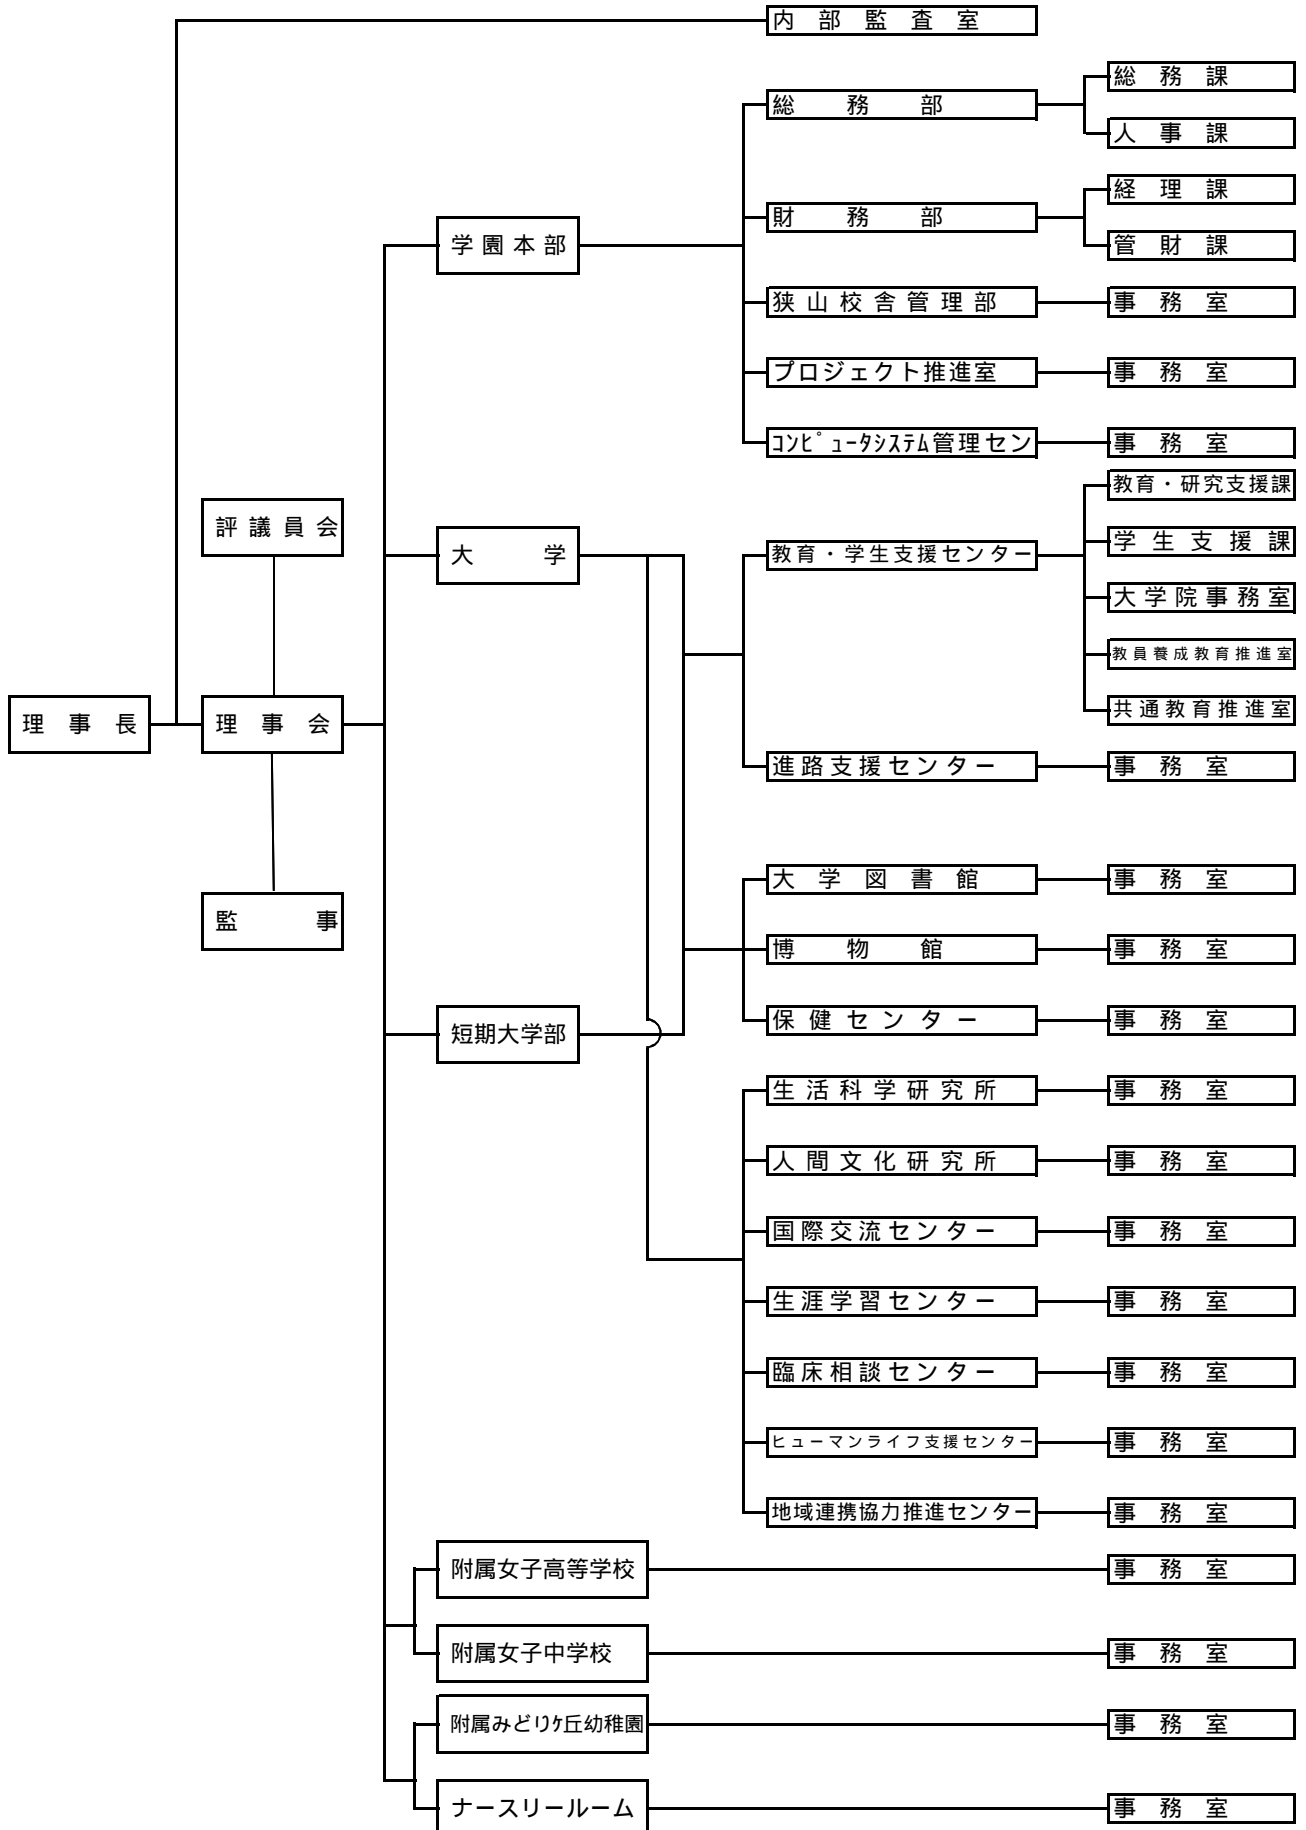 内部監査室
総務課
総務部
人事課
経理課
財務部
学園本部
管財課
狭山校舎管理部 事務室
プロジェクト推進室 事務室
ｺﾝﾋﾟｭｰﾀｼｽﾃﾑ管理セン 事務室
教育・研究支援課
評議員会
大学
教育・学生支援センター
学生支援課
大学院事務室
教員養成教育推進室
共通教育推進室
理事長
理事会
進路支援センター 事務室
大学図書館 事務室
監事
博物館 事務室
保健センター 事務室
短期大学部
生活科学研究所 事務室
人間文化研究所 事務室
国際交流センター 事務室
生涯学習センター 事務室
臨床相談センター 事務室
ヒューマンライフ支援センター 事務室
地域連携協力推進センター 事務室
附属女子高等学校 事務室
附属女子中学校 事務室
附属みどりｹ丘幼稚園 事務室
ナースリールーム 事務室